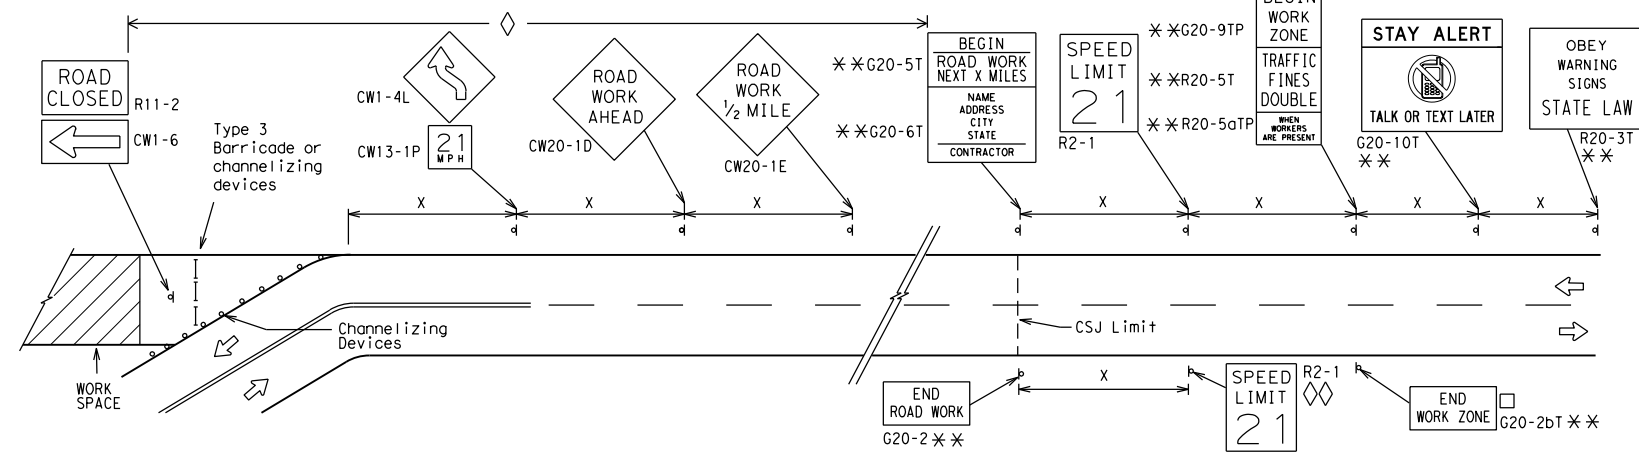 ROAD
CLOSED
R11-2
CW1-6
Type 3
Barricade or
channelizing
devices
CW1-4L
CW13-1P
21
MPH
ROAD
WORK
AHEAD
CW20-1D
ROAD
WORK
1/2 MILE
CW20-1E
**G20-5T
**G20-6T
BEGIN
ROAD WORK
NEXT X MILES
NAME
ADDRESS
CITY
STATE
CONTRACTOR
SPEED
LIMIT
21
R2-1
**G20-9TP
**R20-5T
**R20-5aTP
BEGIN
WORK
ZONE
TRAFFIC
FINES
DOUBLE
WHEN
WORKERS
ARE PRESENT
STAY ALERT
TALK OR TEXT LATER
G20-10T
**
OBEY
WARNING
SIGNS
STATE LAW
R20-3T
**
X
X
X
X
X
X
X
Channelizing
Devices
CSJ Limit
WORK
SPACE
END
ROAD WORK
G20-2**
X
SPEED
LIMIT
21
R2-1
END
WORK ZONE
G20-2bT**